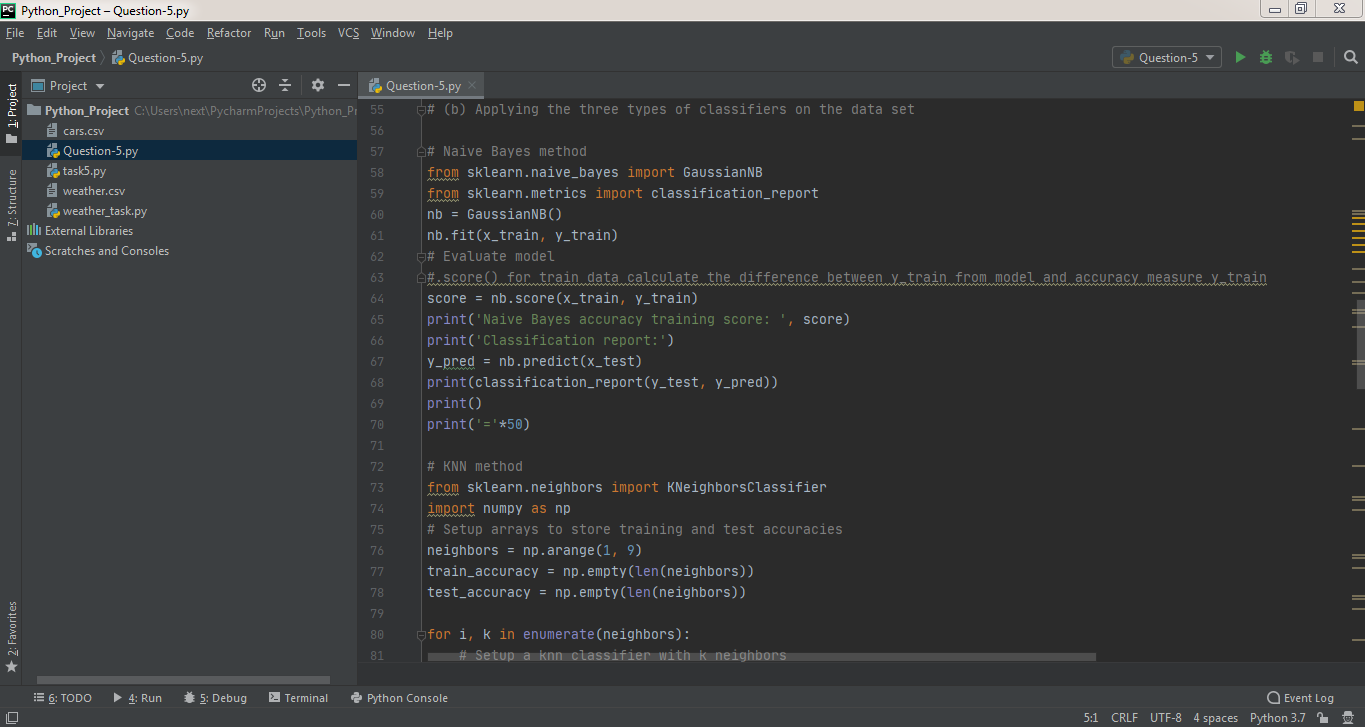 PC Python_Project – Question-5.py
File Edit View Navigate Code Refactor Run Tools VCS Window Help
Python_Project Question-5.py
Question-5
1: Project
7: Structure
2: Favorites
Project
Python_Project C:\Users\next\PycharmProjects\Python_Pr
cars.csv
Question-5.py
task5.py
weather.csv
weather_task.py
External Libraries
Scratches and Consoles
Question-5.py
55 # (b) Applying the three types of classifiers on the data set
56
57 # Naive Bayes method
58 from sklearn.naive_bayes import GaussianNB
59 from sklearn.metrics import classification_report
60 nb = GaussianNB()
61 nb.fit(x_train, y_train)
62 # Evaluate model
63 #.score() for train data calculate the difference between y_train from model and accuracy measure y_train
64 score = nb.score(x_train, y_train)
65 print('Naive Bayes accuracy training score: ', score)
66 print('Classification report:')
67 y_pred = nb.predict(x_test)
68 print(classification_report(y_test, y_pred))
69 print()
70 print('='*50)
71
72 # KNN method
73 from sklearn.neighbors import KNeighborsClassifier
74 import numpy as np
75 # Setup arrays to store training and test accuracies
76 neighbors = np.arange(1, 9)
77 train_accuracy = np.empty(len(neighbors))
78 test_accuracy = np.empty(len(neighbors))
79
80 for i, k in enumerate(neighbors):
81 # Setup a knn classifier with k neighbors
6: TODO 4: Run 5: Debug Terminal Python Console Event Log
5:1 CRLF UTF-8 4 spaces Python 3.7